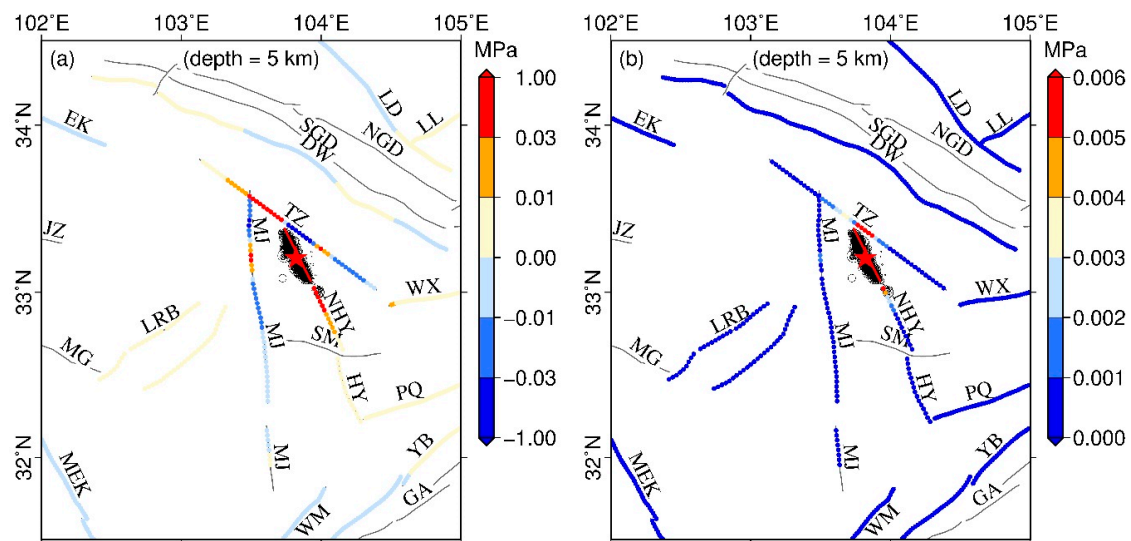 102°E 103°E 104°E 105°E
(a) (depth = 5 km)
MPa
1.00
0.03
0.01
0.00
−0.01
−0.03
−1.00
34°N
33°N
32°N
LD
LL
EK
SGD
NGD
DW
TZ
MJ
JZ
WX
LRB
NHY
SM
MG
MJ
HY
PQ
MJ
YB
MEK
GA
WM
102°E 103°E 104°E 105°E
(b) (depth = 5 km)
MPa
0.006
0.005
0.004
0.003
0.002
0.001
0.000
34°N
33°N
32°N
LD
LL
EK
SGD
NGD
DW
TZ
MJ
JZ
WX
LRB
NHY
SM
MG
MJ
HY
PQ
MJ
YB
MEK
GA
WM